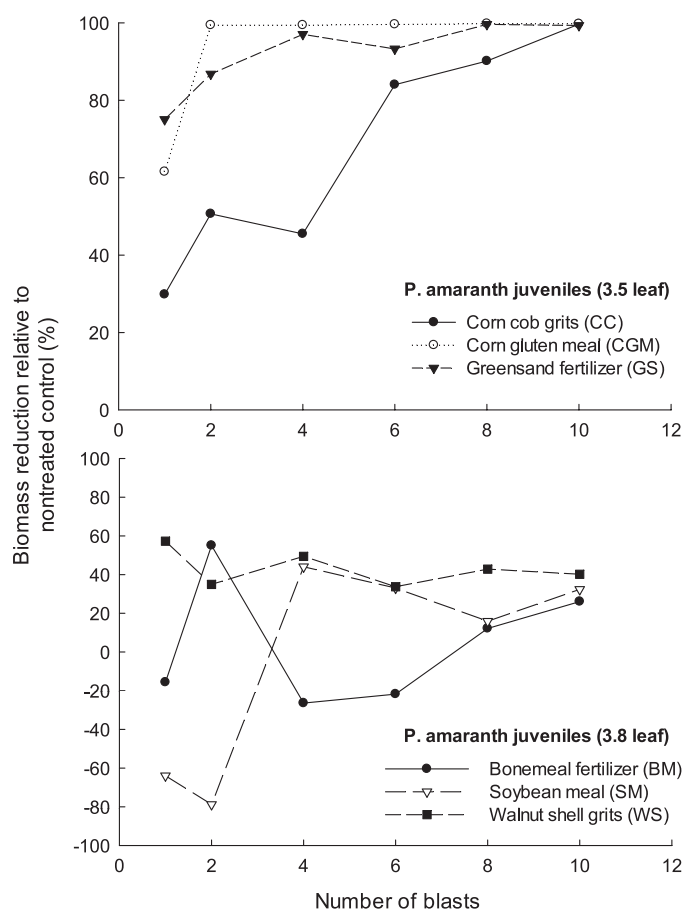 100
80
60
40
20
0
P. amaranth juveniles (3.5 leaf)
Corn cob grits (CC)
Corn gluten meal (CGM)
Greensand fertilizer (GS)
0 2 4 6 8 10 12
Biomass reduction relative to
nontreated control (%)
100
80
60
40
20
0
-20
-40
-60
-80
-100
P. amaranth juveniles (3.8 leaf)
Bonemeal fertilizer (BM)
Soybean meal (SM)
Walnut shell grits (WS)
0 2 4 6 8 10 12
Number of blasts